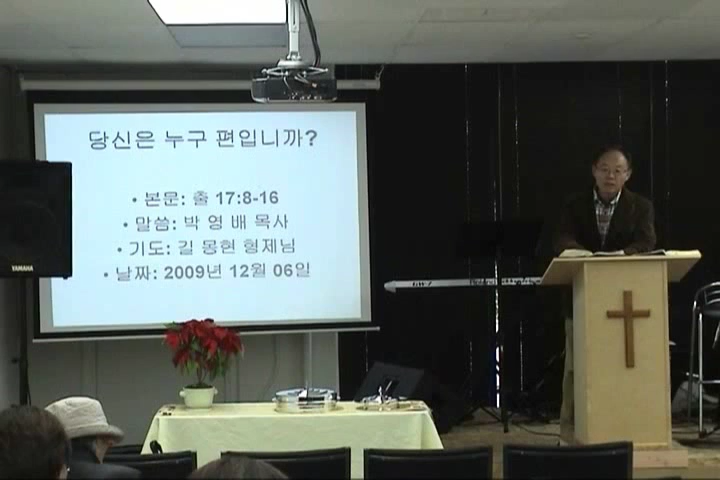 당신은 누구 편입니까?
• 본문: 출 17:8-16
• 말씀: 박 영 배 목사
• 기도: 길 몽현 형제님
• 날짜: 2009년 12월 06일
YAMAHA